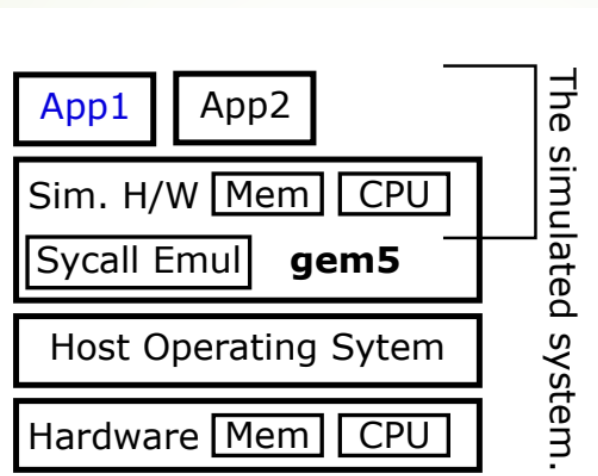 App1 App2
Sim. H/W Mem CPU
Sycall Emul gem5
Host Operating Sytem
Hardware Mem CPU
The simulated system.